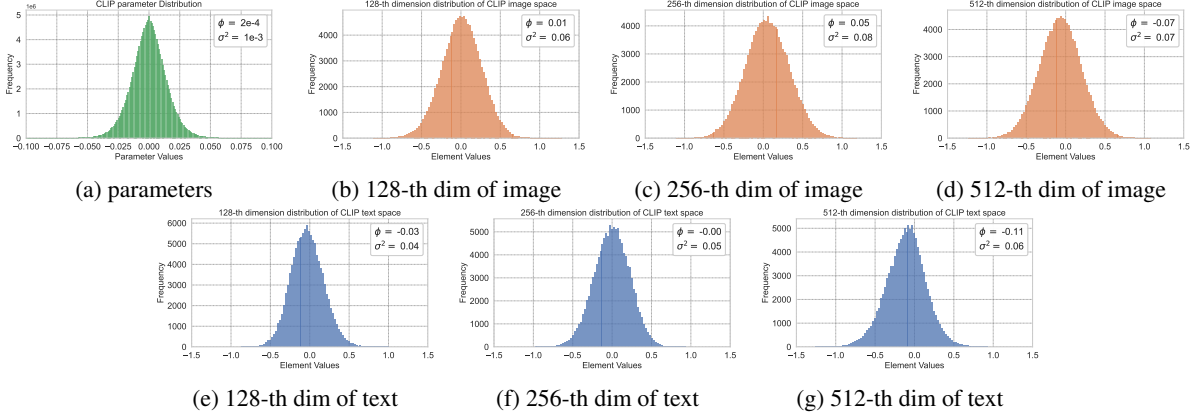 CLIP parameter Distribution
1e6
Frequency
5
4
3
2
1
0
ϕ = 2e-4
σ² = 1e-3
−0.100 −0.075 −0.050 −0.025 0.000 0.025 0.050 0.075 0.100
Parameter Values
(a) parameters
128-th dimension distribution of CLIP image space
Frequency
4000
3000
2000
1000
0
ϕ = 0.01
σ² = 0.06
−1.5 −1.0 −0.5 0.0 0.5 1.0 1.5
Element Values
(b) 128-th dim of image
256-th dimension distribution of CLIP image space
Frequency
4000
3000
2000
1000
0
ϕ = 0.05
σ² = 0.08
−1.5 −1.0 −0.5 0.0 0.5 1.0 1.5
Element Values
(c) 256-th dim of image
512-th dimension distribution of CLIP image space
Frequency
4000
3000
2000
1000
0
ϕ = -0.07
σ² = 0.07
−1.5 −1.0 −0.5 0.0 0.5 1.0 1.5
Element Values
(d) 512-th dim of image
128-th dimension distribution of CLIP text space
Frequency
6000
5000
4000
3000
2000
1000
0
ϕ = -0.03
σ² = 0.04
−1.5 −1.0 −0.5 0.0 0.5 1.0 1.5
Element Values
(e) 128-th dim of text
256-th dimension distribution of CLIP text space
Frequency
5000
4000
3000
2000
1000
0
ϕ = -0.00
σ² = 0.05
−1.5 −1.0 −0.5 0.0 0.5 1.0 1.5
Element Values
(f) 256-th dim of text
512-th dimension distribution of CLIP text space
Frequency
5000
4000
3000
2000
1000
0
ϕ = -0.11
σ² = 0.06
−1.5 −1.0 −0.5 0.0 0.5 1.0 1.5
Element Values
(g) 512-th dim of text